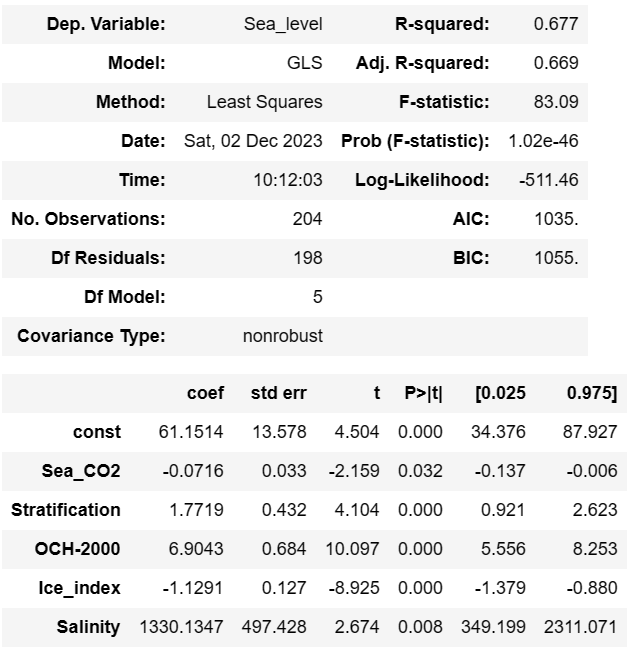 Dep. Variable: Sea_level R-squared: 0.677
Model: GLS Adj. R-squared: 0.669
Method: Least Squares F-statistic: 83.09
Date: Sat, 02 Dec 2023 Prob (F-statistic): 1.02e-46
Time: 10:12:03 Log-Likelihood: -511.46
No. Observations: 204 AIC: 1035.
Df Residuals: 198 BIC: 1055.
Df Model: 5
Covariance Type: nonrobust
coef std err t P>|t| [0.025 0.975]
const 61.1514 13.578 4.504 0.000 34.376 87.927
Sea_CO2 -0.0716 0.033 -2.159 0.032 -0.137 -0.006
Stratification 1.7719 0.432 4.104 0.000 0.921 2.623
OCH-2000 6.9043 0.684 10.097 0.000 5.556 8.253
Ice_index -1.1291 0.127 -8.925 0.000 -1.379 -0.880
Salinity 1330.1347 497.428 2.674 0.008 349.199 2311.071